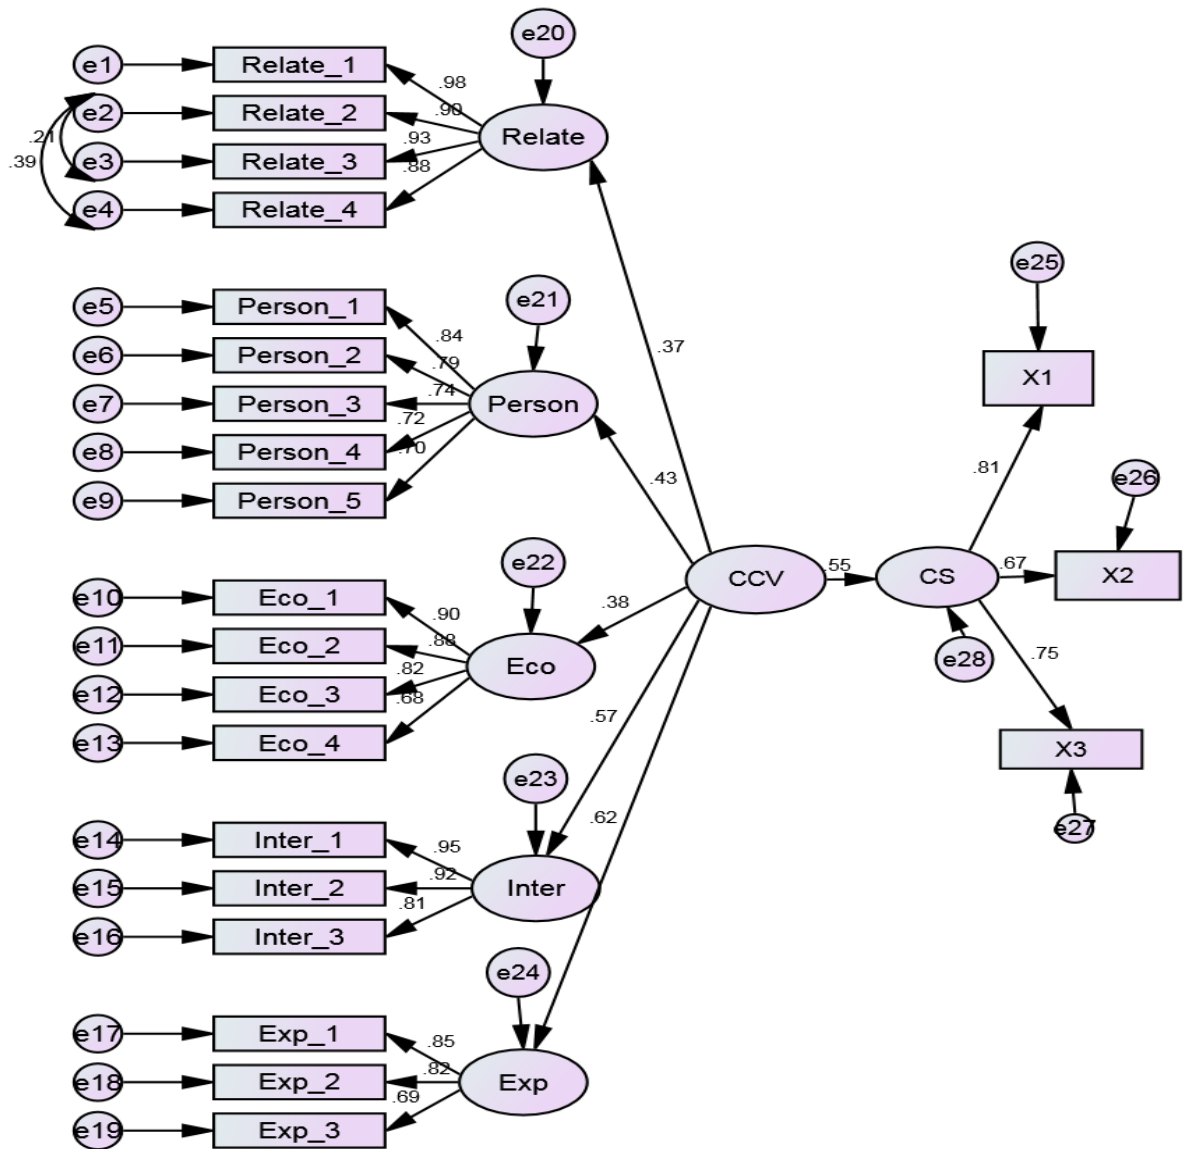 e20
e1
Relate_1
.98
e2
Relate_2
.90
Relate
.21
.93
.39
e3
Relate_3
.88
e4
Relate_4
e25
e21
e5
Person_1
.84
.37
X1
e6
Person_2
.79
.74
e7
Person_3
Person
.72
e8
Person_4
.70
.43
.81
e26
e9
Person_5
e22
.55
CCV
CS
.67
X2
e10
Eco_1
.90
.38
e11
Eco_2
.88
.82
Eco
e28
.75
e12
Eco_3
.68
e13
Eco_4
.57
X3
e23
.62
e27
e14
Inter_1
.95
.92
e15
Inter_2
Inter
.81
e16
Inter_3
e24
e17
Exp_1
.85
.82
e18
Exp_2
Exp
.69
e19
Exp_3